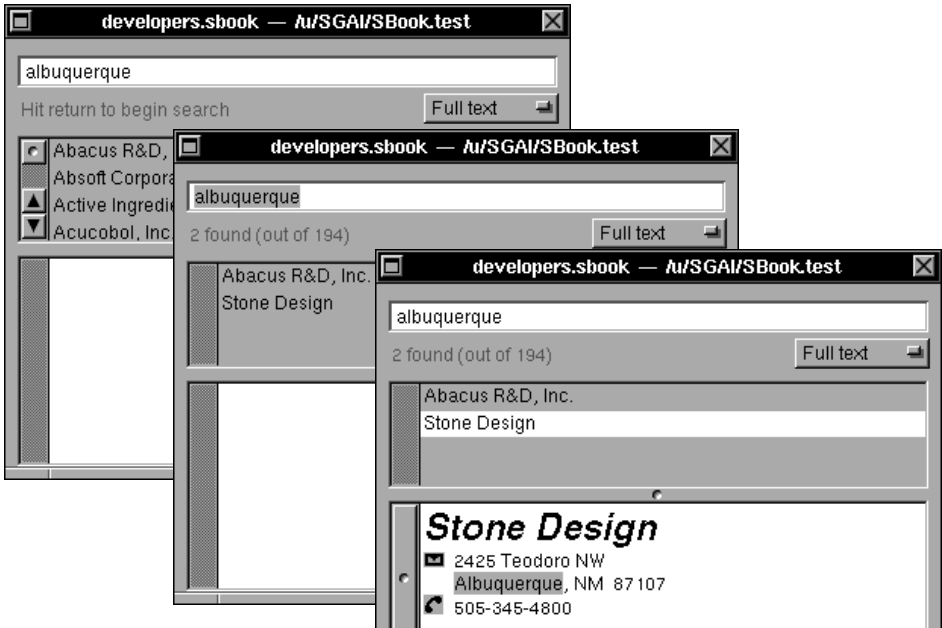 developers.sbook — /u/SGAI/SBook.test
albuquerque
Hit return to begin search
Full text
Abacus R&D,
Absoft Corpora
Active Ingredie
Acucobol, Inc.
developers.sbook — /u/SGAI/SBook.test
albuquerque
2 found (out of 194)
Full text
Abacus R&D, Inc.
Stone Design
developers.sbook — /u/SGAI/SBook.test
albuquerque
2 found (out of 194)
Full text
Abacus R&D, Inc.
Stone Design
Stone Design
2425 Teodoro NW
Albuquerque, NM 87107
505-345-4800